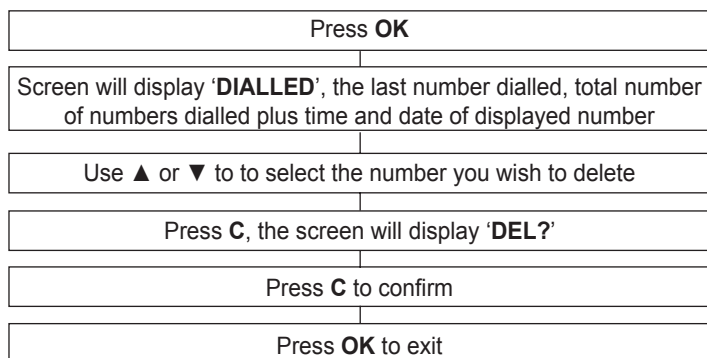 Press OK
Screen will display ‘DIALLED’, the last number dialled, total number
of numbers dialled plus time and date of displayed number
Use ▲ or ▼ to to select the number you wish to delete
Press C, the screen will display ‘DEL?’
Press C to confirm
Press OK to exit